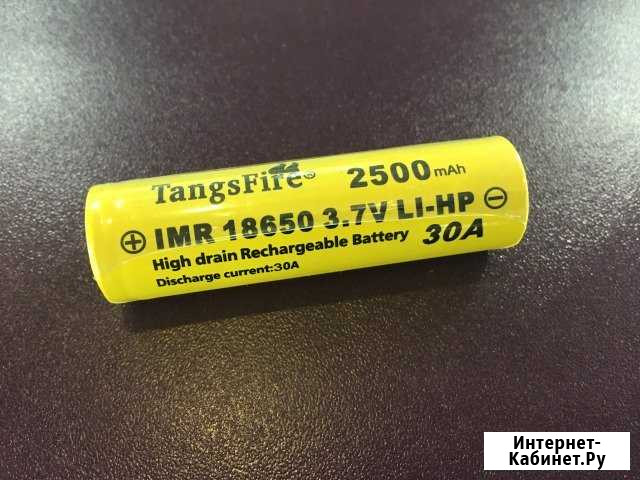 TangsFire® 2500mAh
⊕ IMR 18650 3.7V LI-HP ⊖
High drain Rechargeable Battery 30A
Discharge current:30A
Интернет-
Кабинет.Ру